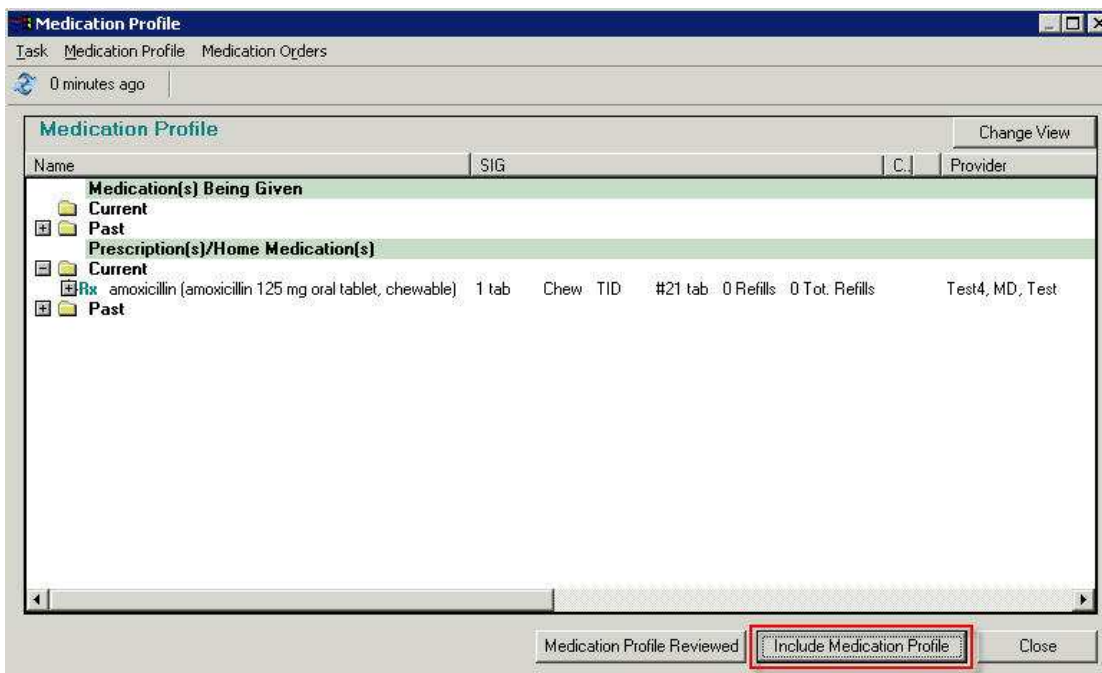 Medication Profile
Task Medication Profile Medication Orders
0 minutes ago
Medication Profile Change View
Name SIG C.. Provider
Medication(s) Being Given
Current
Past
Prescription(s)/Home Medication(s)
Current
Rx amoxicillin (amoxicillin 125 mg oral tablet, chewable) 1 tab Chew TID #21 tab 0 Refills 0 Tot. Refills Test4, MD, Test
Past
Medication Profile Reviewed Include Medication Profile Close